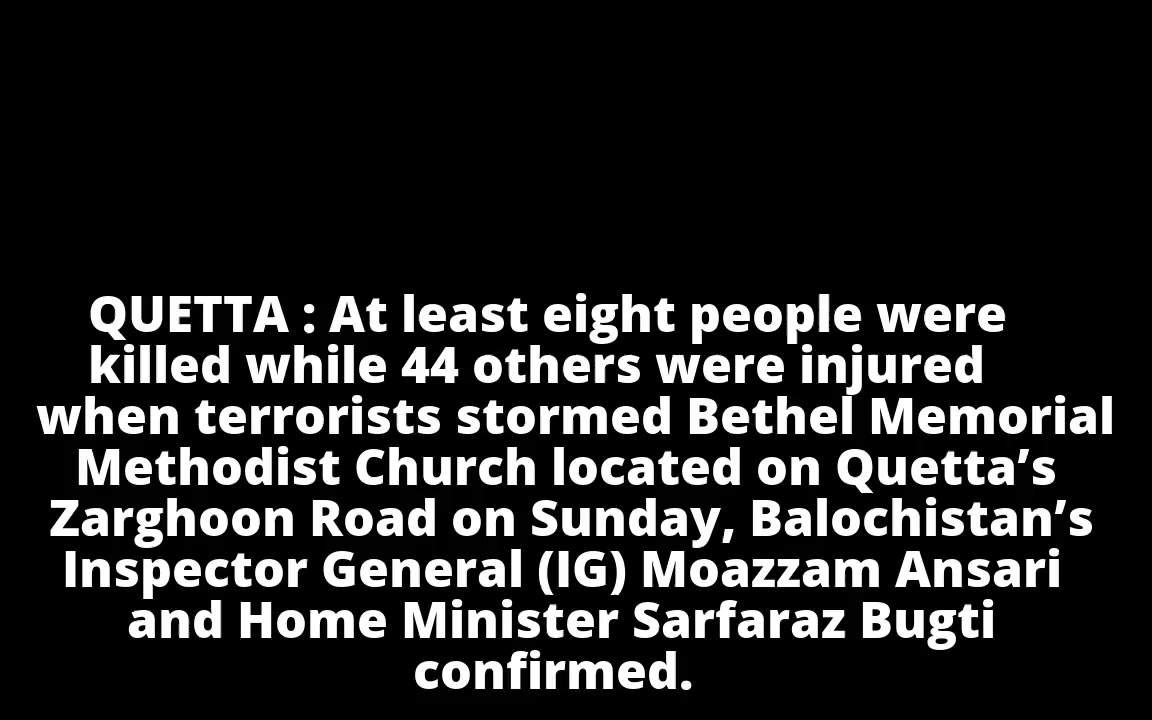 QUETTA : At least eight people were
killed while 44 others were injured
when terrorists stormed Bethel Memorial
Methodist Church located on Quetta’s
Zarghoon Road on Sunday, Balochistan’s
Inspector General (IG) Moazzam Ansari
and Home Minister Sarfaraz Bugti
confirmed.